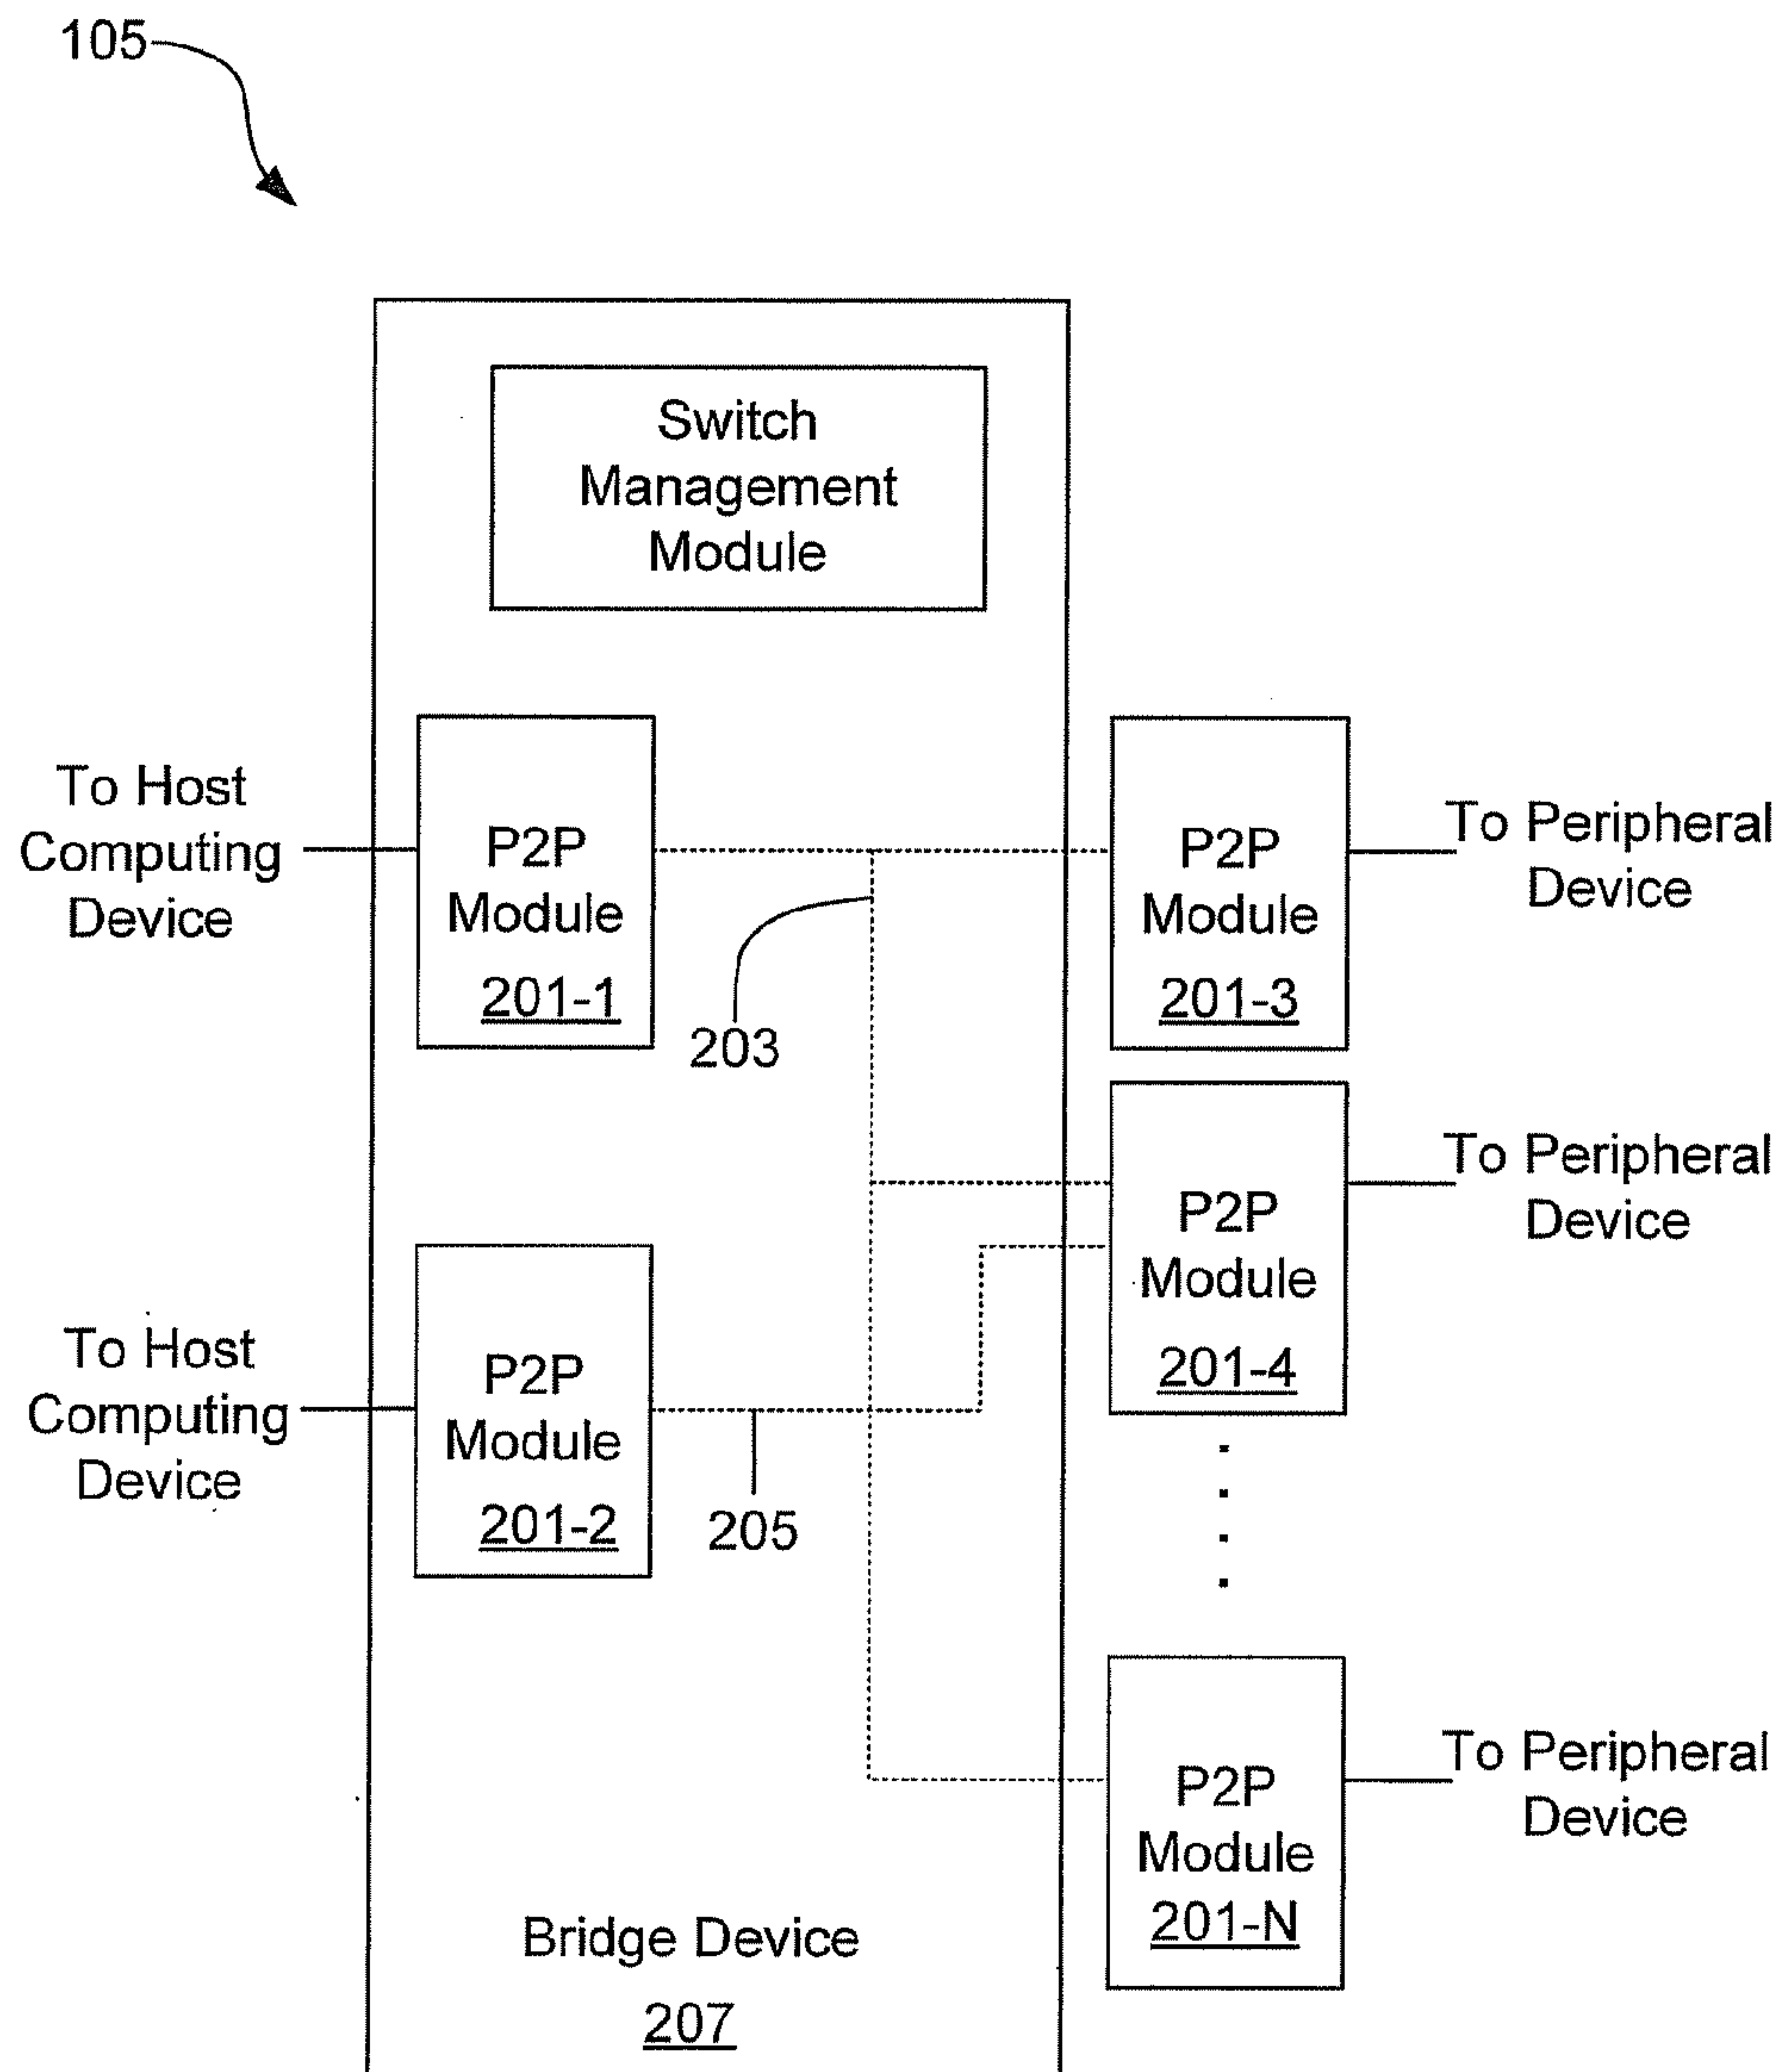 105
Switch
Management
Module
To Host
Computing
Device
P2P
Module
201-1
203
P2P
Module
201-3
To Peripheral
Device
P2P
Module
201-4
To Peripheral
Device
To Host
Computing
Device
P2P
Module
201-2
205
P2P
Module
201-N
To Peripheral
Device
Bridge Device
207